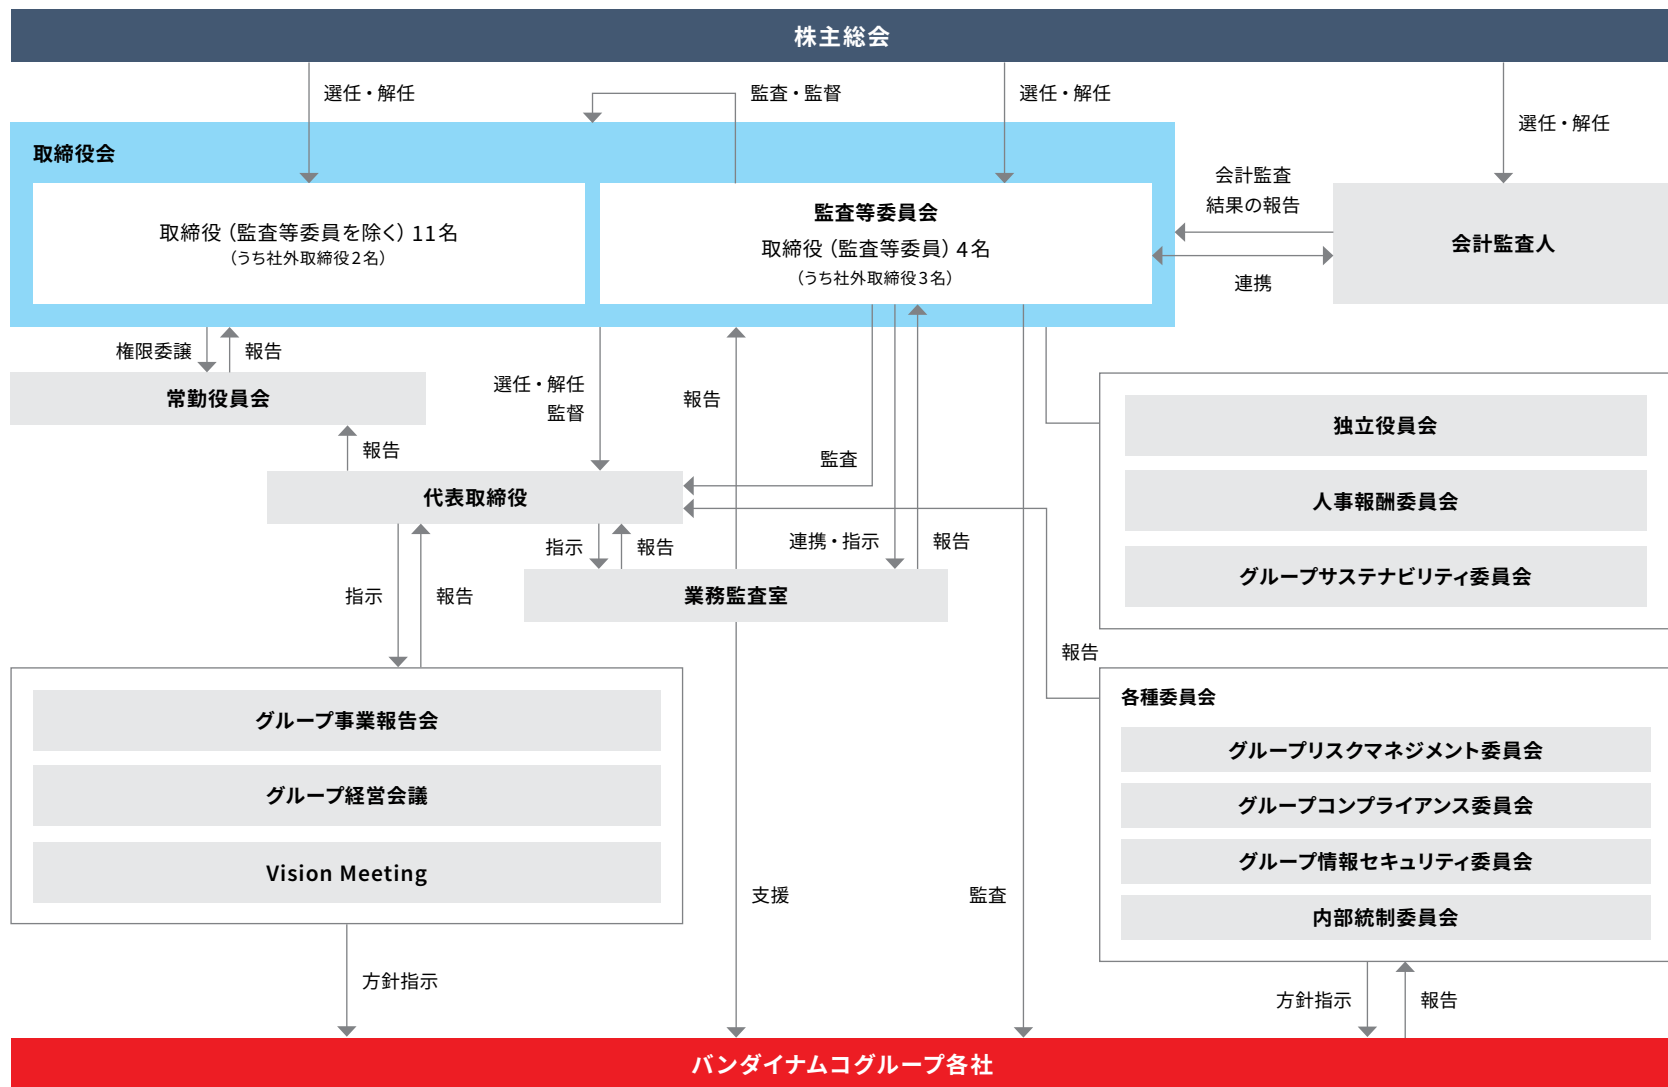 株主総会
選任・解任
監査・監督
選任・解任
選任・解任
取締役会
取締役（監査等委員を除く）11名
（うち社外取締役2名）
監査等委員会
取締役（監査等委員）4名
（うち社外取締役3名）
会計監査
結果の報告
連携
会計監査人
権限委譲
報告
常勤役員会
選任・解任
監督
報告
報告
監査
代表取締役
独立役員会
人事報酬委員会
グループサステナビリティ委員会
指示
報告
連携・指示
報告
業務監査室
指示
報告
報告
グループ事業報告会
グループ経営会議
Vision Meeting
各種委員会
グループリスクマネジメント委員会
グループコンプライアンス委員会
グループ情報セキュリティ委員会
内部統制委員会
支援
監査
方針指示
方針指示
報告
バンダイナムコグループ各社